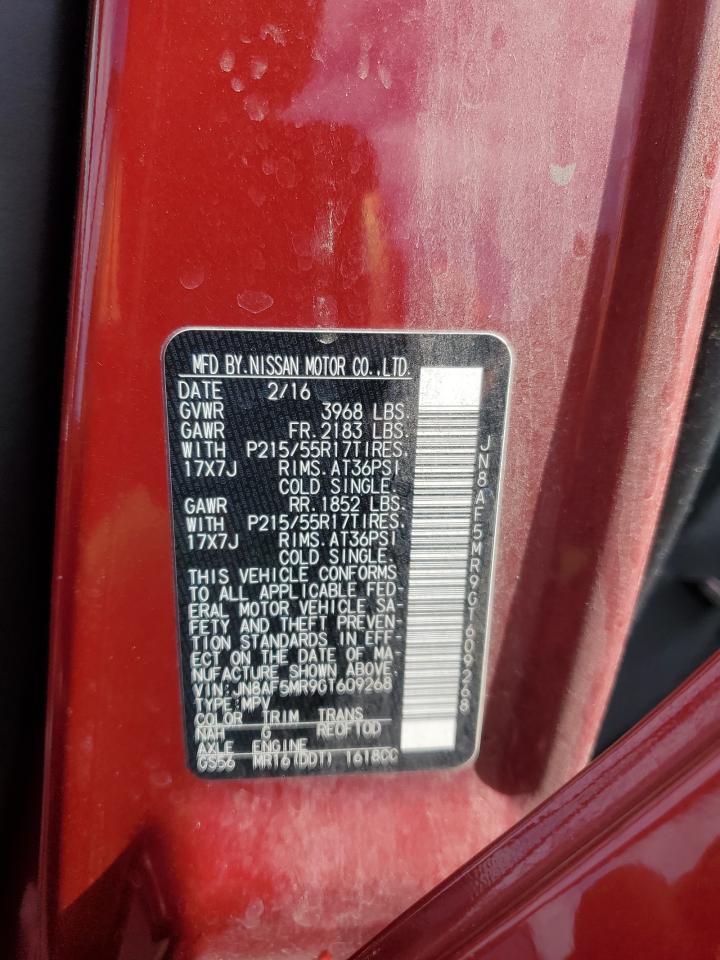 MFD BY.NISSAN MOTOR CO.,LTD.
DATE 2/16
GVWR 3968 LBS.
GAWR FR.2183 LBS.
WITH P215/55R17TIRES.
17X7J RIMS.AT36PSI
COLD SINGLE.
GAWR RR.1852 LBS.
WITH P215/55R17TIRES.
17X7J RIMS.AT36PSI
COLD SINGLE.
THIS VEHICLE CONFORMS
TO ALL APPLICABLE FED-
ERAL MOTOR VEHICLE SA-
FETY AND THEFT PREVEN-
TION STANDARDS IN EFF-
ECT ON THE DATE OF MA-
NUFACTURE SHOWN ABOVE.
VIN:JN8AF5MR9GT609268
TYPE:MPV
COLOR TRIM TRANS
NAH G RE0F10D
AXLE ENGINE
GS56 MR16(DDT) 1618CC
JN8AF5MR9GT609268